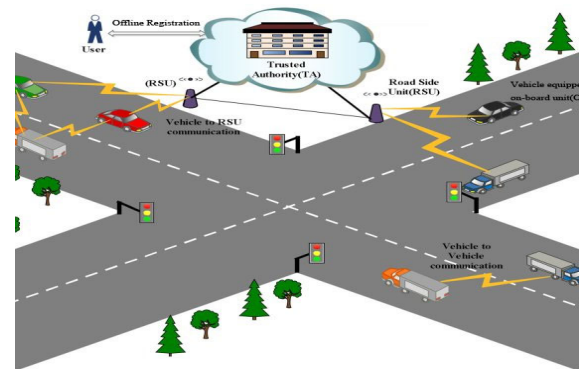 Offline Registration
User
Trusted
Authority(TA)
(RSU)
Road Side
Unit(RSU)
Vehicle equippe
on-board unit(O
Vehicle to RSU
communication
Vehicle to
Vehicle
communication